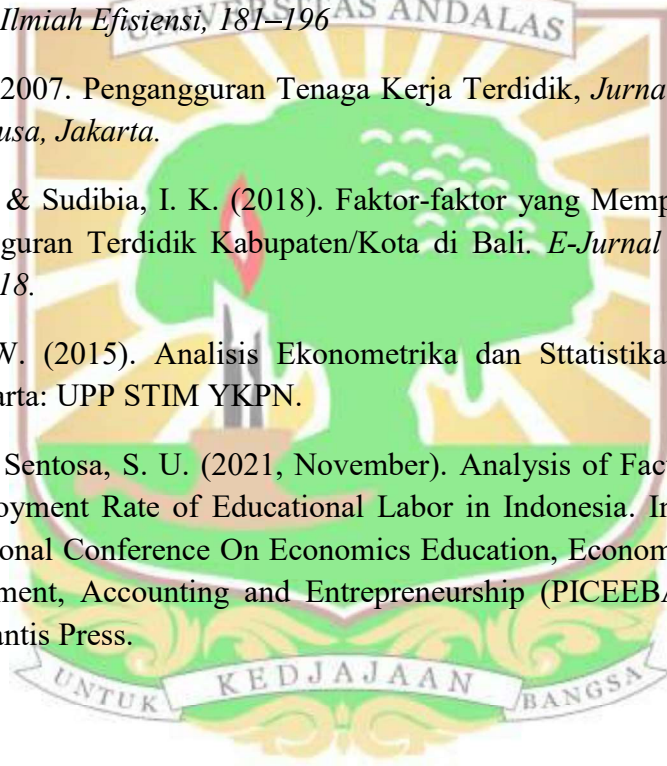 Ilmiah Efisiensi, 181–196
UNIVERSITAS ANDALAS
2007. Pengangguran Tenaga Kerja Terdidik, Jurna
usa, Jakarta.
& Sudibia, I. K. (2018). Faktor-faktor yang Memp
guran Terdidik Kabupaten/Kota di Bali. E-Jurnal
18.
W. (2015). Analisis Ekonometrika dan Sttatistika
arta: UPP STIM YKPN.
Sentosa, S. U. (2021, November). Analysis of Fac
oyment Rate of Educational Labor in Indonesia. In
onal Conference On Economics Education, Econom
ment, Accounting and Entrepreneurship (PICEEBA
antis Press.
UNTUK KEDJAJAAN BANGSA